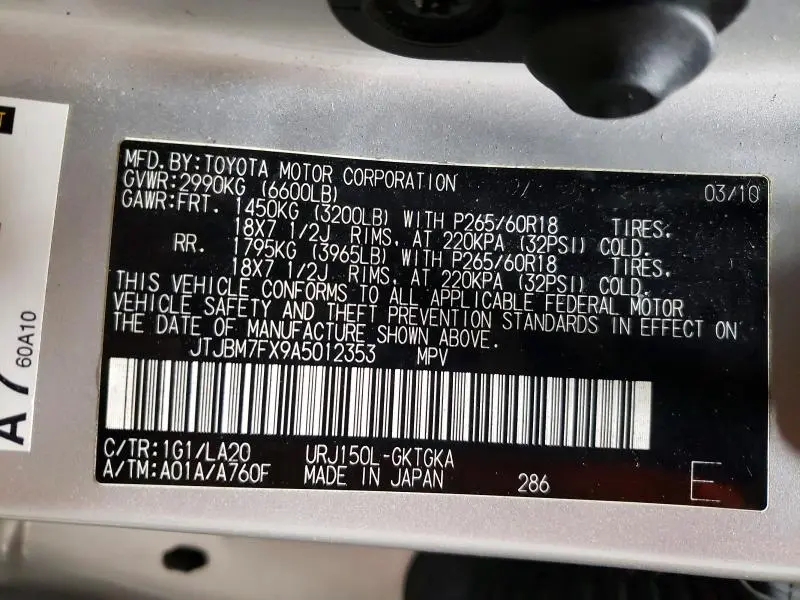 MFD.BY:TOYOTA MOTOR CORPORATION 03/10
GVWR:2990KG (6600LB)
GAWR:FRT. 1450KG (3200LB) WITH P265/60R18 TIRES.
18X7 1/2J RIMS, AT 220KPA (32PSI) COLD.
RR. 1795KG (3965LB) WITH P265/60R18 TIRES.
18X7 1/2J RIMS, AT 220KPA (32PSI) COLD.
THIS VEHICLE CONFORMS TO ALL APPLICABLE FEDERAL MOTOR
VEHICLE SAFETY AND THEFT PREVENTION STANDARDS IN EFFECT ON
THE DATE OF MANUFACTURE SHOWN ABOVE.
JTJBM7FX9A5012353 MPV
C/TR:1G1/LA20 URJ150L-GKTGKA
A/TM:A01A/A760F MADE IN JAPAN 286 E
A7
60A10